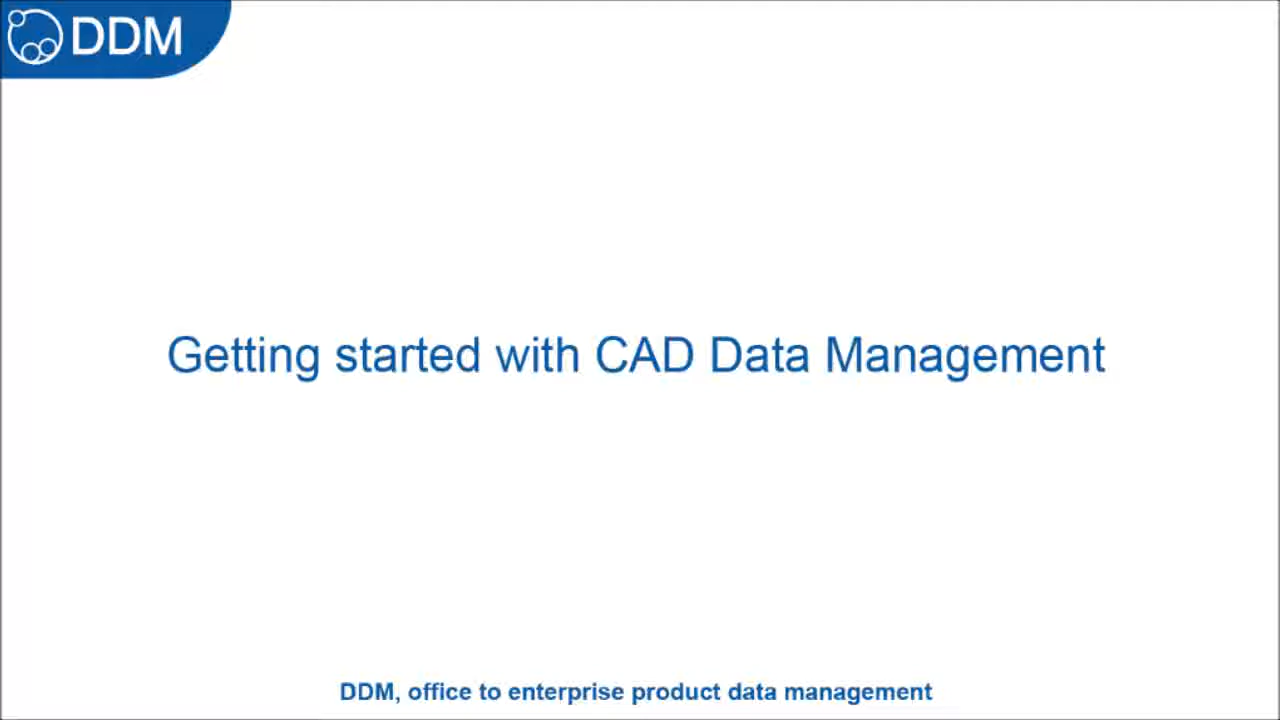 DDM
Getting started with CAD Data Management
DDM, office to enterprise product data management